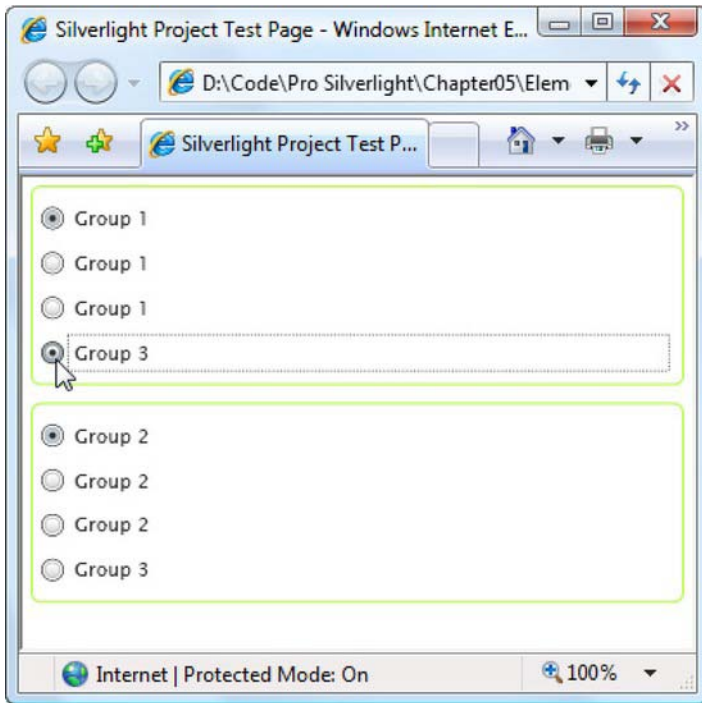 Silverlight Project Test Page - Windows Internet E...
D:\Code\Pro Silverlight\Chapter05\Elem
Silverlight Project Test P...
Group 1
Group 1
Group 1
Group 3
Group 2
Group 2
Group 2
Group 3
Internet | Protected Mode: On
100%